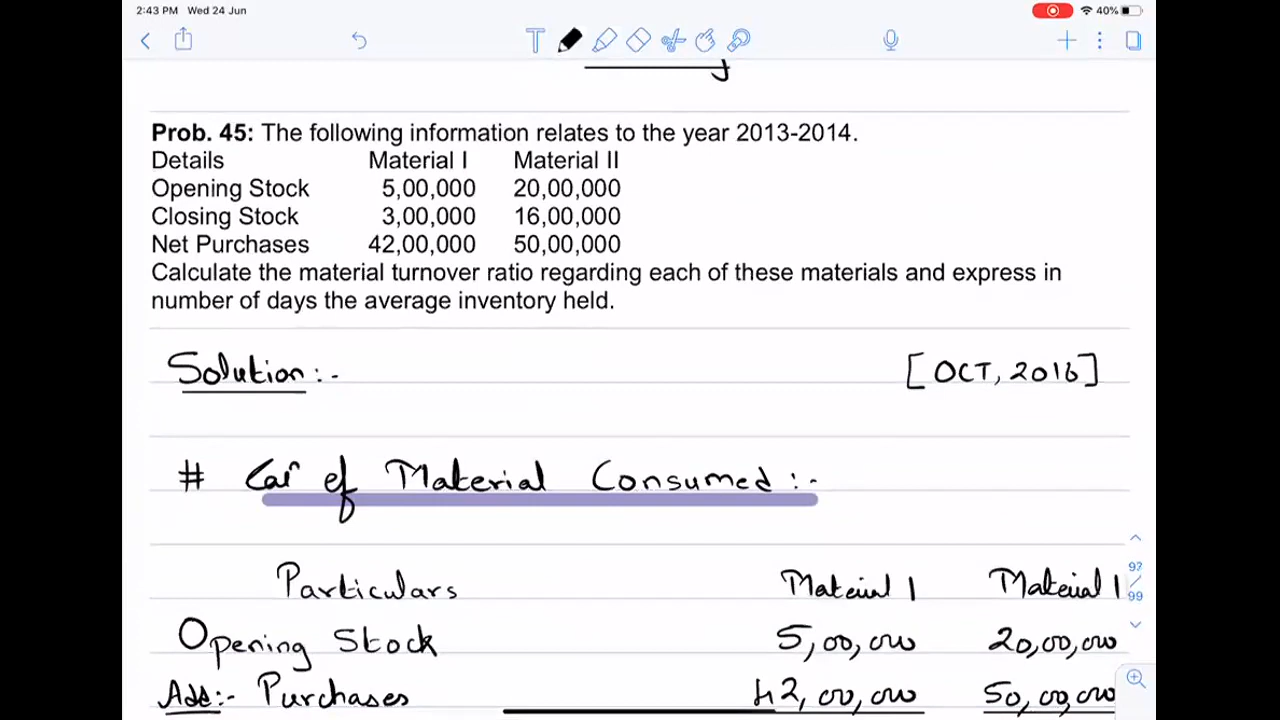 2:43 PM Wed 24 Jun
40%
Prob. 45: The following information relates to the year 2013-2014.
Details Material I Material II
Opening Stock 5,00,000 20,00,000
Closing Stock 3,00,000 16,00,000
Net Purchases 42,00,000 50,00,000
Calculate the material turnover ratio regarding each of these materials and express in
number of days the average inventory held.
Solution :-
[OCT, 2016]
# of Material Consumed :-
Particulars Material 1 Material 1
Opening Stock 5,00,000 20,00,000
Add:- Purchases 42,00,000 50,00,000
97
99